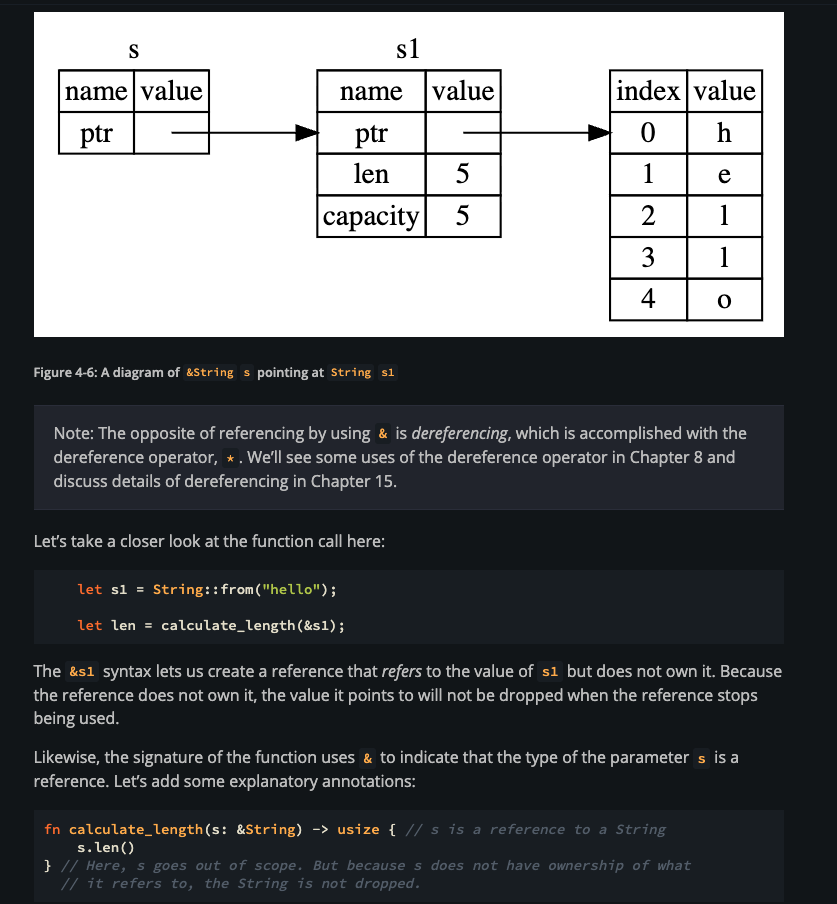 s s1
name value name value index value
ptr ptr 0 h
len 5 1 e
capacity 5 2 l
3 l
4 o
Figure 4-6: A diagram of &String s pointing at String s1
Note: The opposite of referencing by using & is dereferencing, which is accomplished with the
dereference operator, *. We’ll see some uses of the dereference operator in Chapter 8 and
discuss details of dereferencing in Chapter 15.
Let’s take a closer look at the function call here:
let s1 = String::from("hello");
let len = calculate_length(&s1);
The &s1 syntax lets us create a reference that refers to the value of s1 but does not own it. Because
the reference does not own it, the value it points to will not be dropped when the reference stops
being used.
Likewise, the signature of the function uses & to indicate that the type of the parameter s is a
reference. Let’s add some explanatory annotations:
fn calculate_length(s: &String) -> usize { // s is a reference to a String
s.len()
} // Here, s goes out of scope. But because s does not have ownership of what
// it refers to, the String is not dropped.